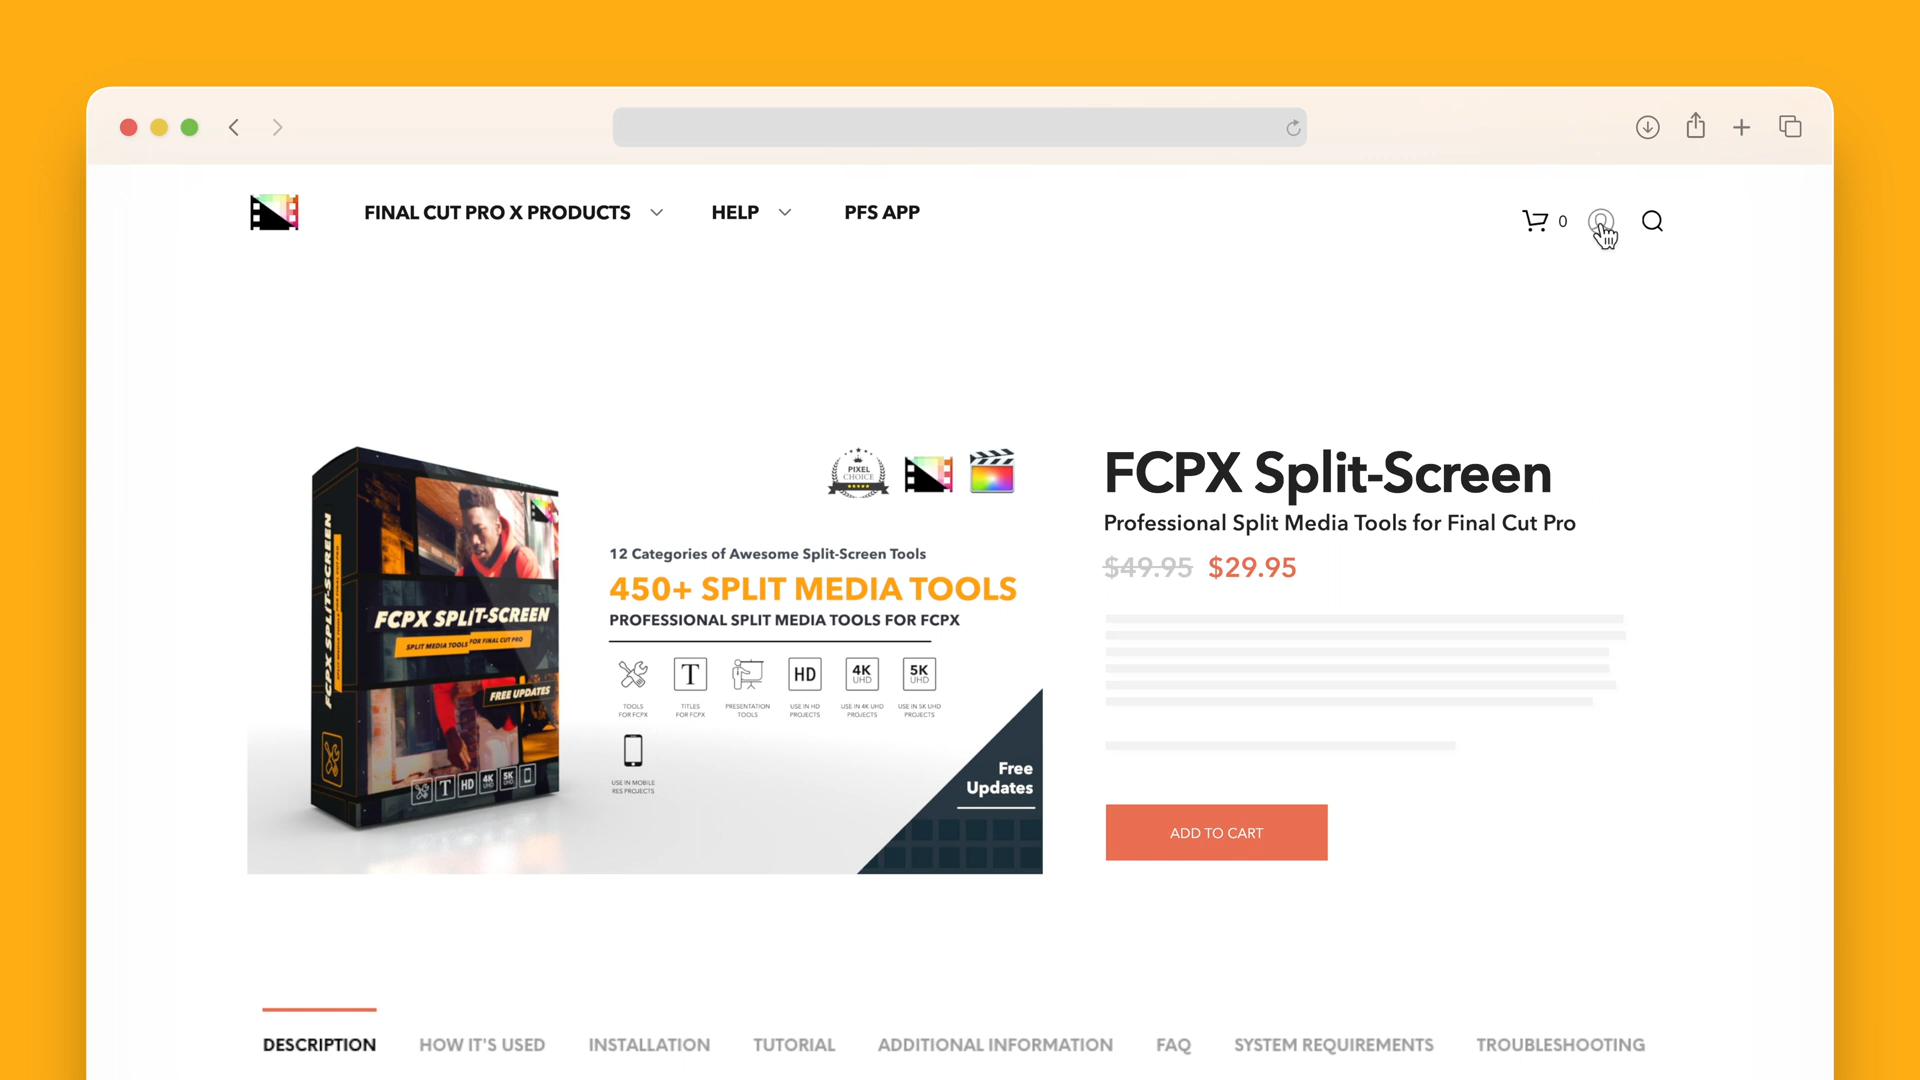 FINAL CUT PRO X PRODUCTS
HELP
PFS APP
0
PIXEL
CHOICE
12 Categories of Awesome Split-Screen Tools
450+ SPLIT MEDIA TOOLS
PROFESSIONAL SPLIT MEDIA TOOLS FOR FCPX
T
HD
4K
UHD
5K
UHD
TOOLS
FOR FCPX
TITLES
FOR FCPX
PRESENTATION
TOOLS
USE IN HD
PROJECTS
USE IN 4K UHD
PROJECTS
USE IN 5K UHD
PROJECTS
USE IN MOBILE
RES PROJECTS
Free
Updates
FCPX SPLIT-SCREEN
FCPX SPLIT-SCREEN
SPLIT MEDIA TOOLS FOR FINAL CUT PRO
FREE UPDATES
T
HD
4K
UHD
5K
UHD
FCPX Split-Screen
Professional Split Media Tools for Final Cut Pro
$49.95 $29.95
ADD TO CART
DESCRIPTION
HOW IT'S USED
INSTALLATION
TUTORIAL
ADDITIONAL INFORMATION
FAQ
SYSTEM REQUIREMENTS
TROUBLESHOOTING